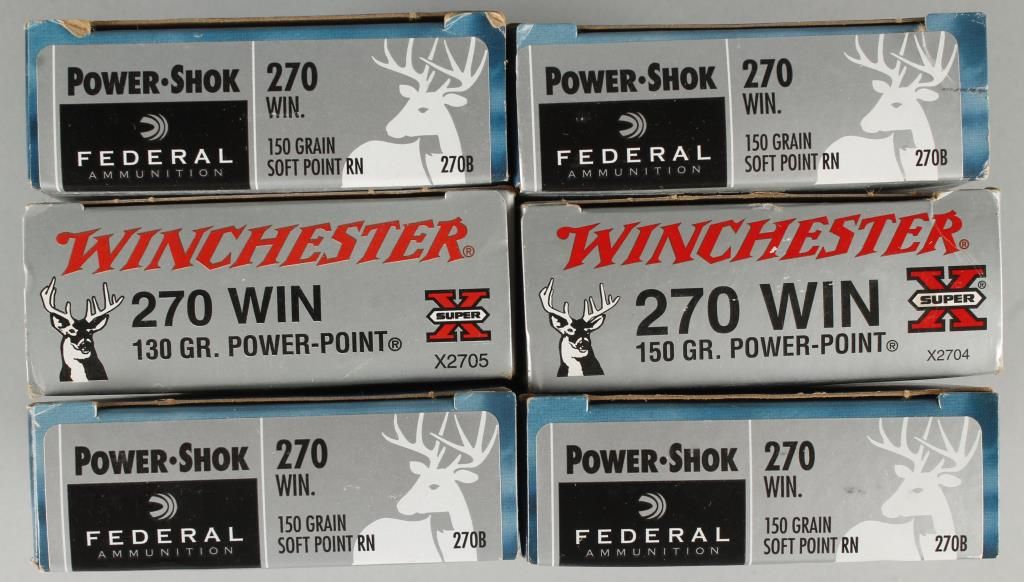 POWER•SHOK
FEDERAL
AMMUNITION
270
WIN.
150 GRAIN
SOFT POINT RN
270B
POWER•SHOK
FEDERAL
AMMUNITION
270
WIN.
150 GRAIN
SOFT POINT RN
270B
WINCHESTER®
270 WIN
130 GR. POWER-POINT®
X
SUPER
X2705
WINCHESTER®
270 WIN
150 GR. POWER-POINT®
X®
SUPER
X2704
POWER•SHOK
FEDERAL
AMMUNITION
270
WIN.
150 GRAIN
SOFT POINT RN
270B
POWER•SHOK
FEDERAL
AMMUNITION
270
WIN.
150 GRAIN
SOFT POINT RN
270B